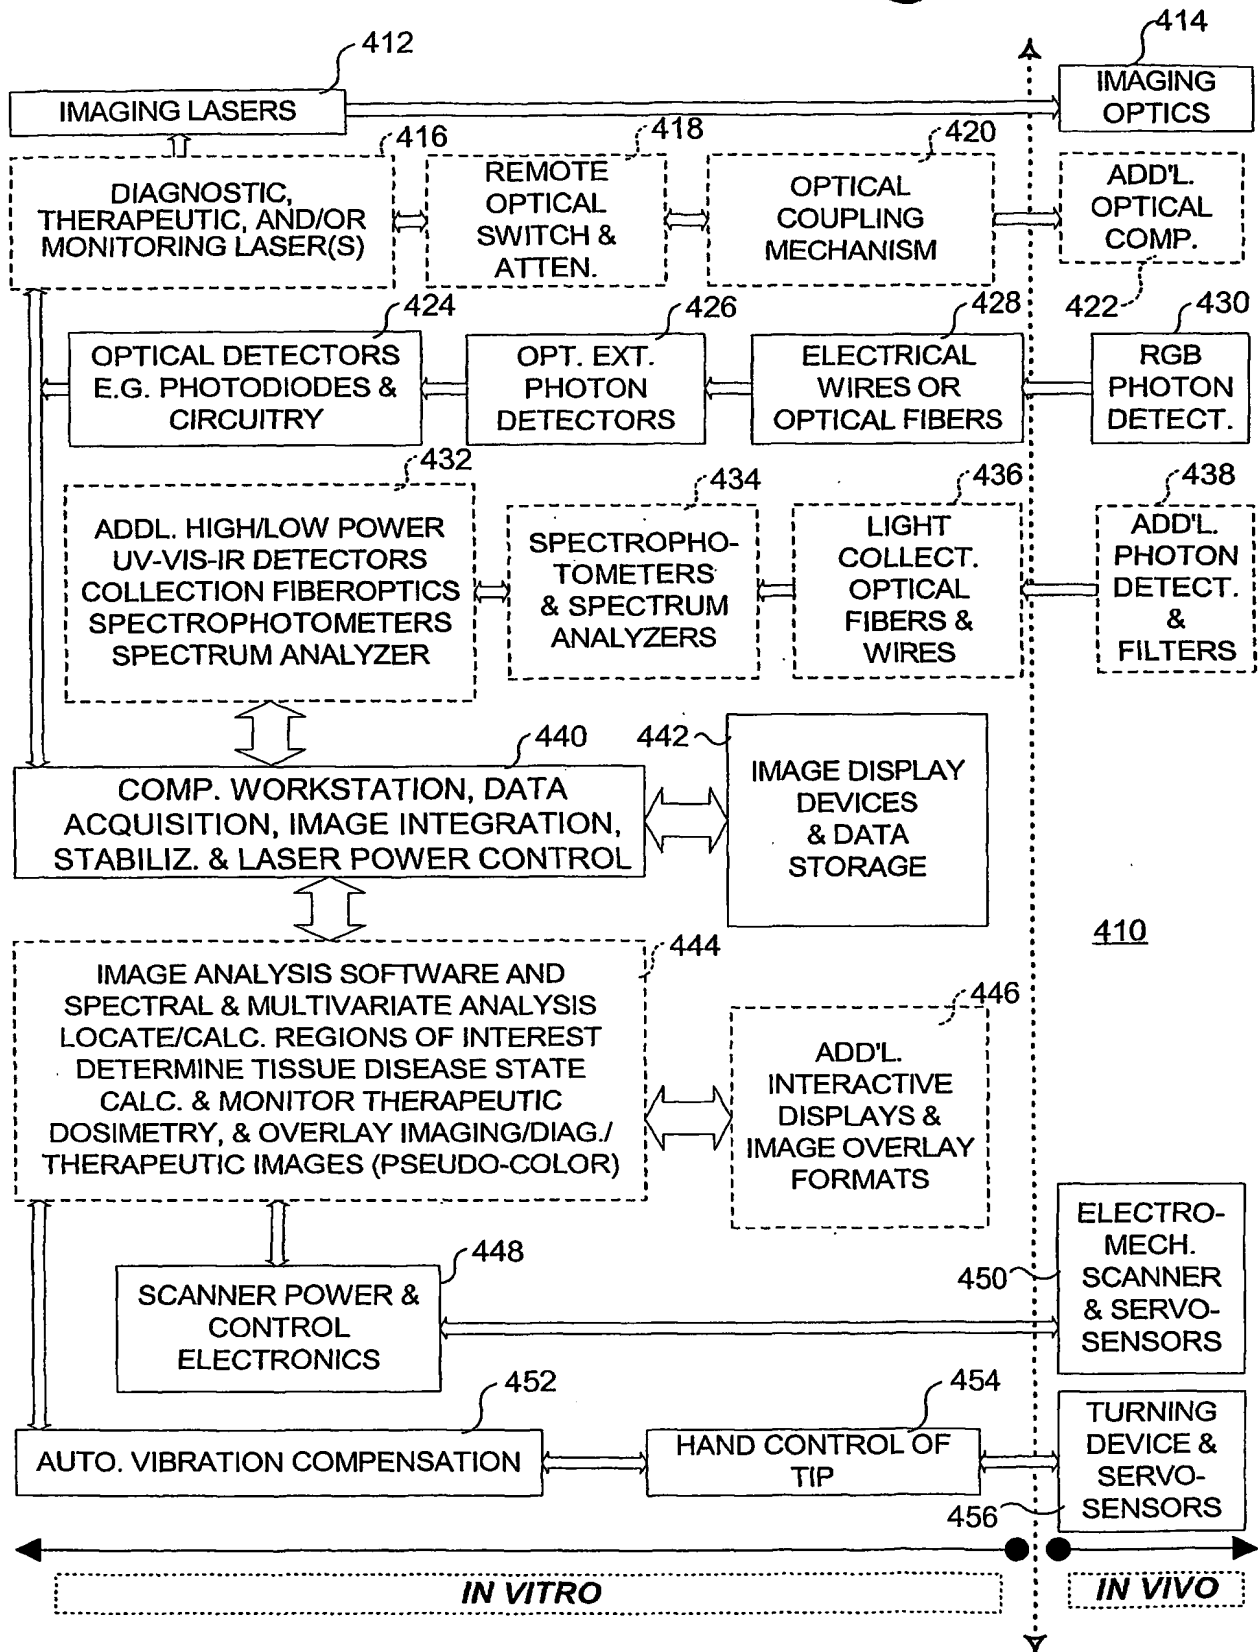 412
414
IMAGING LASERS
IMAGING
OPTICS
416
418
420
DIAGNOSTIC,
THERAPEUTIC, AND/OR
MONITORING LASER(S)
REMOTE
OPTICAL
SWITCH &
ATTEN.
OPTICAL
COUPLING
MECHANISM
ADD'L.
OPTICAL
COMP.
422
424
426
428
430
OPTICAL DETECTORS
E.G. PHOTODIODES &
CIRCUITRY
OPT. EXT.
PHOTON
DETECTORS
ELECTRICAL
WIRES OR
OPTICAL FIBERS
RGB
PHOTON
DETECT.
432
434
436
438
ADDL. HIGH/LOW POWER
UV-VIS-IR DETECTORS
COLLECTION FIBEROPTICS
SPECTROPHOTOMETERS
SPECTRUM ANALYZER
SPECTROPHO-
TOMETERS
& SPECTRUM
ANALYZERS
LIGHT
COLLECT.
OPTICAL
FIBERS &
WIRES
ADD'L.
PHOTON
DETECT.
&
FILTERS
440
442
COMP. WORKSTATION, DATA
ACQUISITION, IMAGE INTEGRATION,
STABILIZ. & LASER POWER CONTROL
IMAGE DISPLAY
DEVICES
& DATA
STORAGE
410
444
446
IMAGE ANALYSIS SOFTWARE AND
SPECTRAL & MULTIVARIATE ANALYSIS
LOCATE/CALC. REGIONS OF INTEREST
DETERMINE TISSUE DISEASE STATE
CALC. & MONITOR THERAPEUTIC
DOSIMETRY, & OVERLAY IMAGING/DIAG./
THERAPEUTIC IMAGES (PSEUDO-COLOR)
ADD'L.
INTERACTIVE
DISPLAYS &
IMAGE OVERLAY
FORMATS
448
450
SCANNER POWER &
CONTROL
ELECTRONICS
ELECTRO-
MECH.
SCANNER
& SERVO-
SENSORS
452
454
AUTO. VIBRATION COMPENSATION
HAND CONTROL OF
TIP
TURNING
DEVICE &
SERVO-
SENSORS
456
IN VITRO
IN VIVO